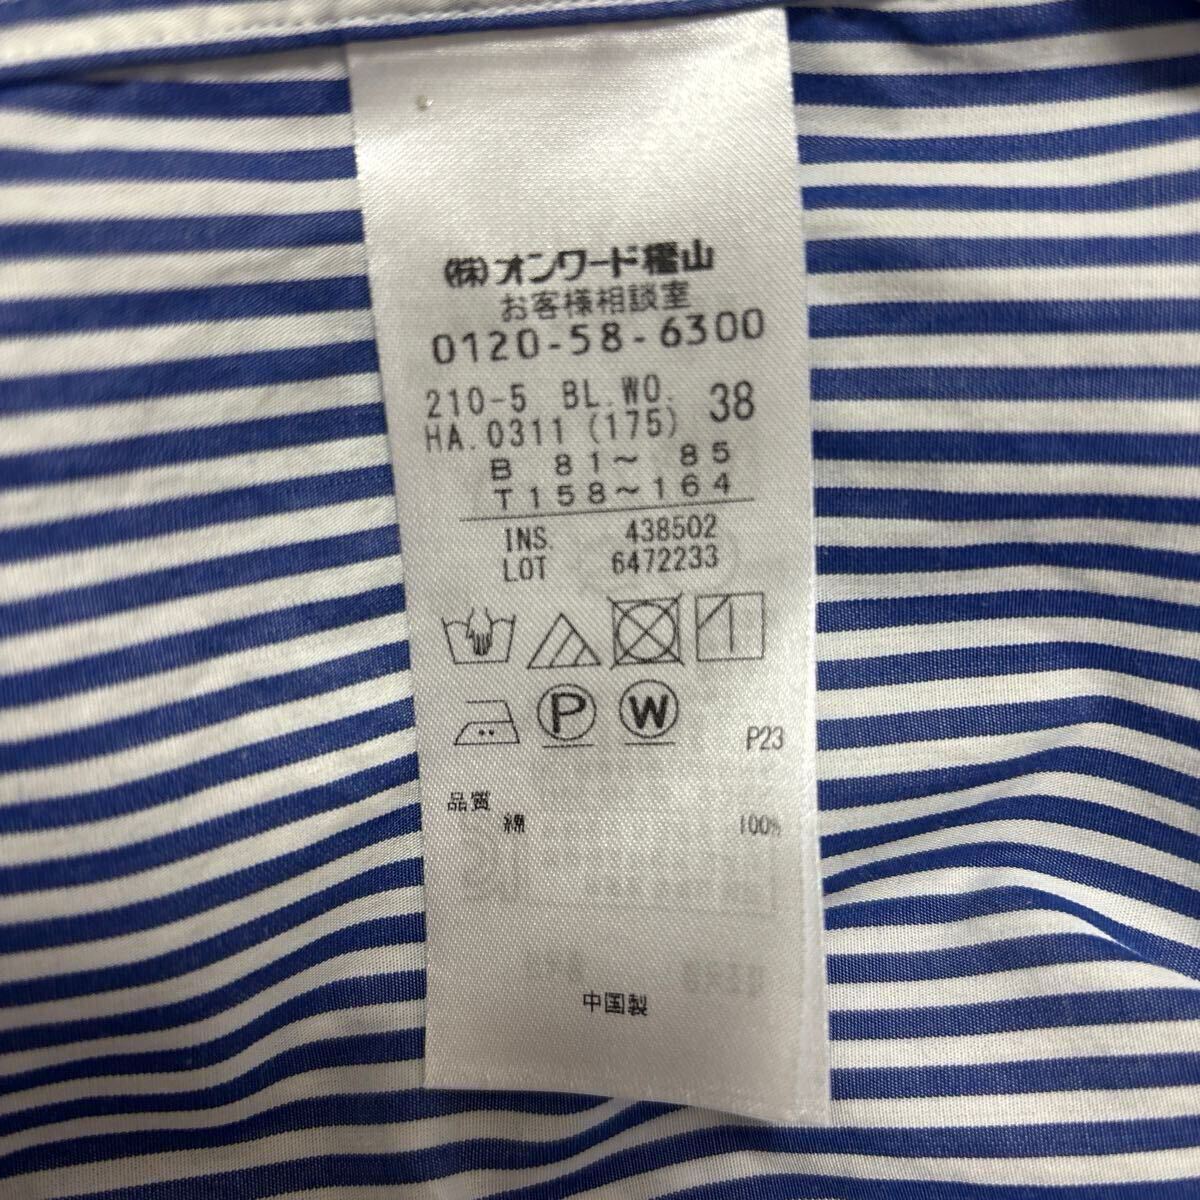 (株)オンワード樫山
お客様相談室
0120-58-6300
210-5 BL.WO. 38
HA.0311 (175)
B 81~ 85
T158~164
INS. 438502
LOT 6472233
P
W
P23
品質
綿 100%
中国製